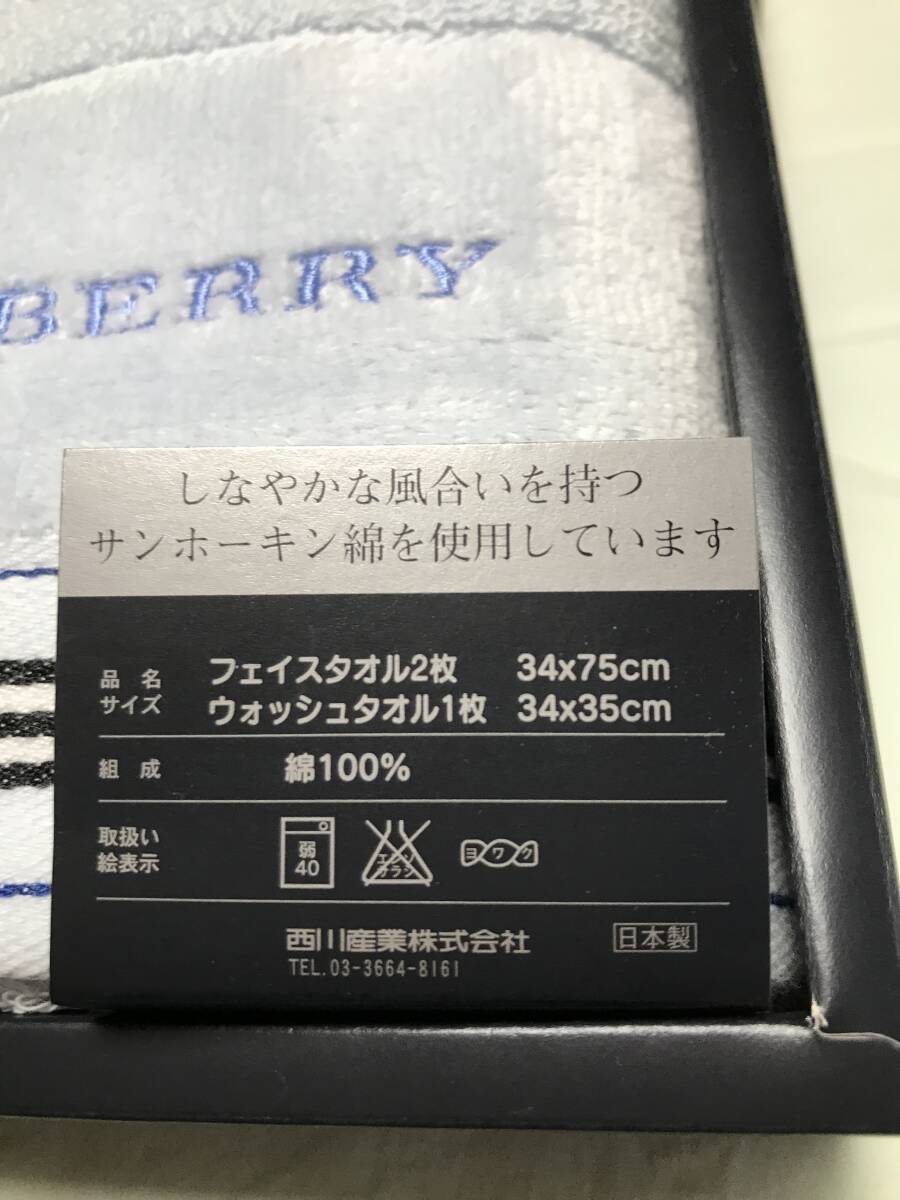 BERRY
しなやかな風合いを持つ
サンホーキン綿を使用しています
品名 フェイスタオル2枚 34x75cm
サイズ ウォッシュタオル1枚 34x35cm
組成 綿100%
取扱い
絵表示
弱
40
エンソ
サラシ
ヨワク
西川産業株式会社 日本製
TEL.03-3664-8161